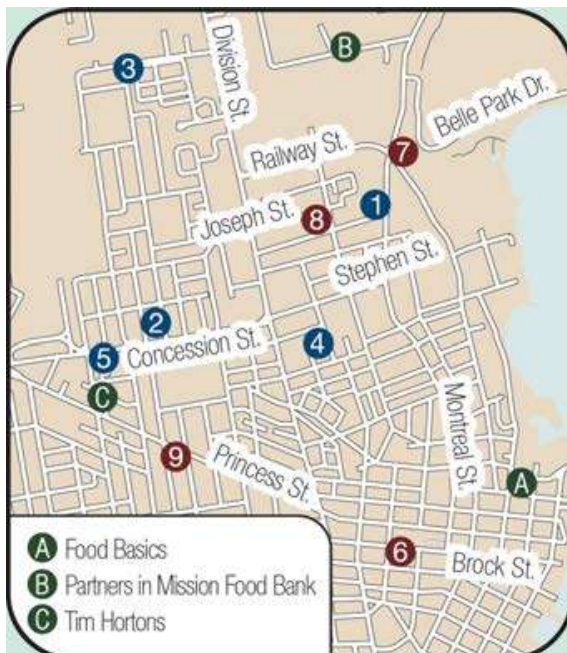 B
3
Division St.
Belle Park Dr.
Railway St.
7
1
Joseph St.
8
Stephen St.
2
4
5
Concession St.
C
Montreal St.
9
Princess St.
A
6
Brock St.
A Food Basics
B Partners in Mission Food Bank
C Tim Hortons